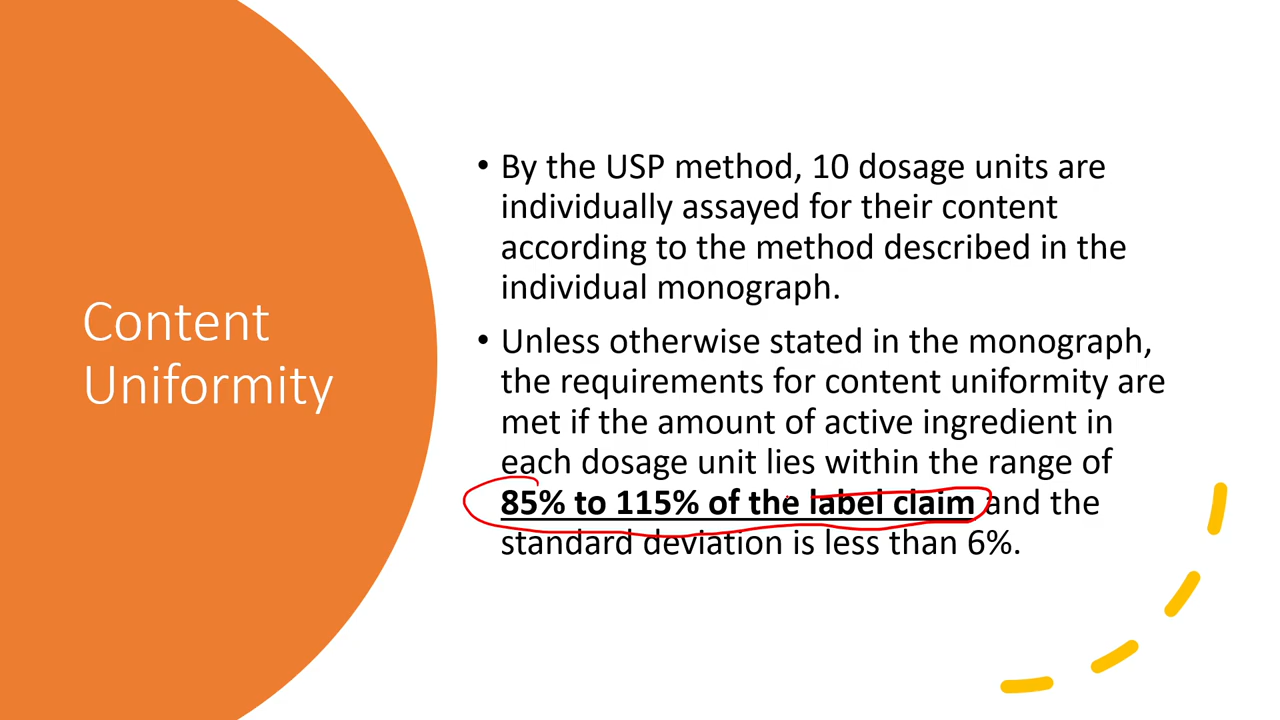 Content
Uniformity
• By the USP method, 10 dosage units are
individually assayed for their content
according to the method described in the
individual monograph.
• Unless otherwise stated in the monograph,
the requirements for content uniformity are
met if the amount of active ingredient in
each dosage unit lies within the range of
85% to 115% of the label claim and the
standard deviation is less than 6%.